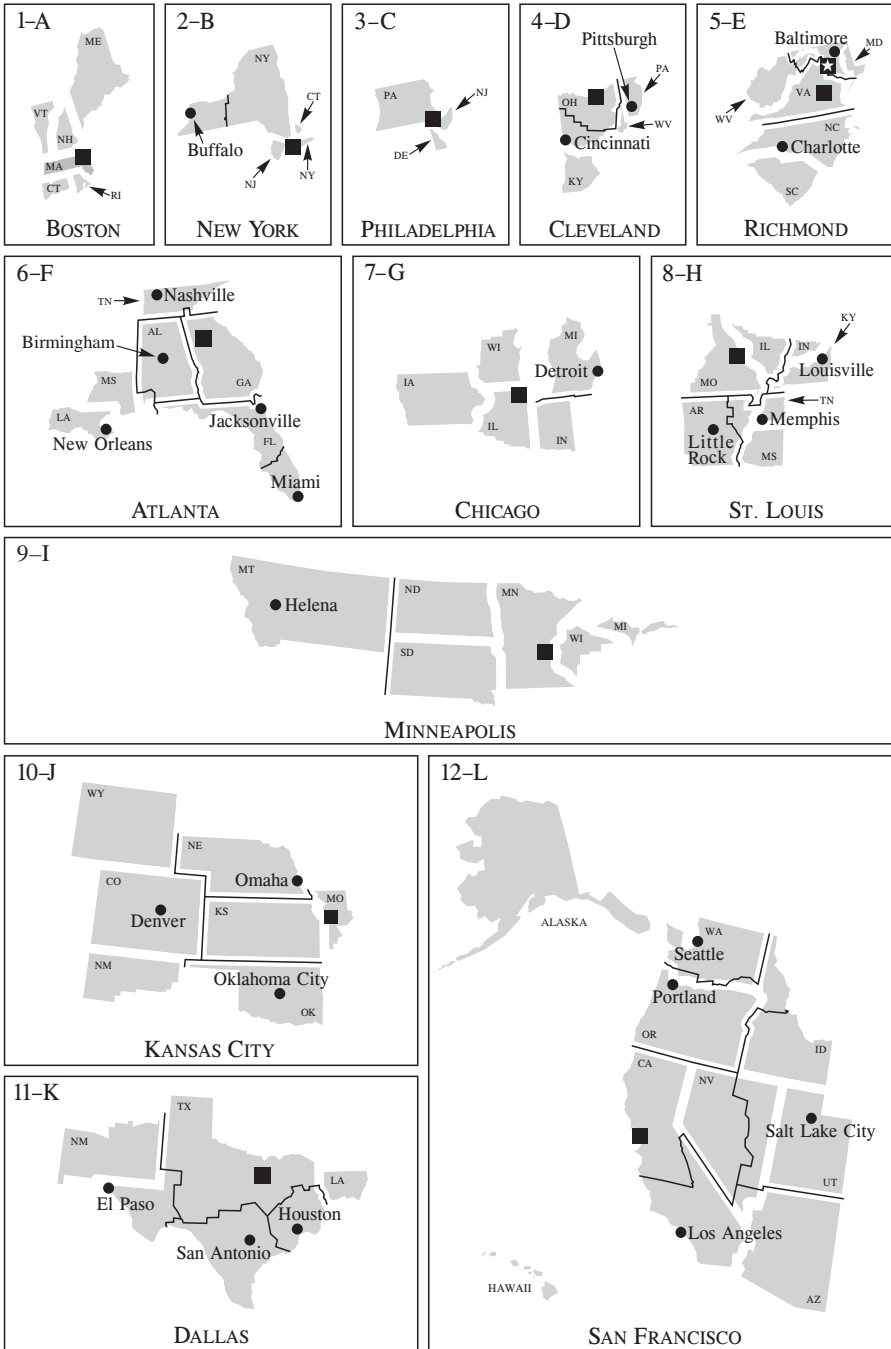 1–A
ME
VT
NH
MA
CT
RI
BOSTON
2–B
NY
Buffalo
CT
NJ
NY
NEW YORK
3–C
PA
NJ
DE
PHILADELPHIA
4–D
Pittsburgh
PA
OH
WV
Cincinnati
KY
CLEVELAND
5–E
Baltimore
MD
VA
WV
NC
Charlotte
SC
RICHMOND
6–F
TN
Nashville
AL
Birmingham
MS
GA
LA
Jacksonville
New Orleans
FL
Miami
ATLANTA
7–G
WI
MI
Detroit
IA
IL
IN
CHICAGO
8–H
KY
IL
IN
Louisville
MO
TN
AR
Memphis
Little
Rock
MS
ST. LOUIS
9–I
MT
ND
MN
Helena
MI
WI
SD
MINNEAPOLIS
10–J
WY
NE
CO
Omaha
MO
Denver
KS
NM
Oklahoma City
OK
KANSAS CITY
11–K
TX
NM
LA
El Paso
Houston
San Antonio
DALLAS
12–L
ALASKA
WA
Seattle
Portland
OR
ID
CA
NV
Salt Lake City
UT
Los Angeles
HAWAII
AZ
SAN FRANCISCO